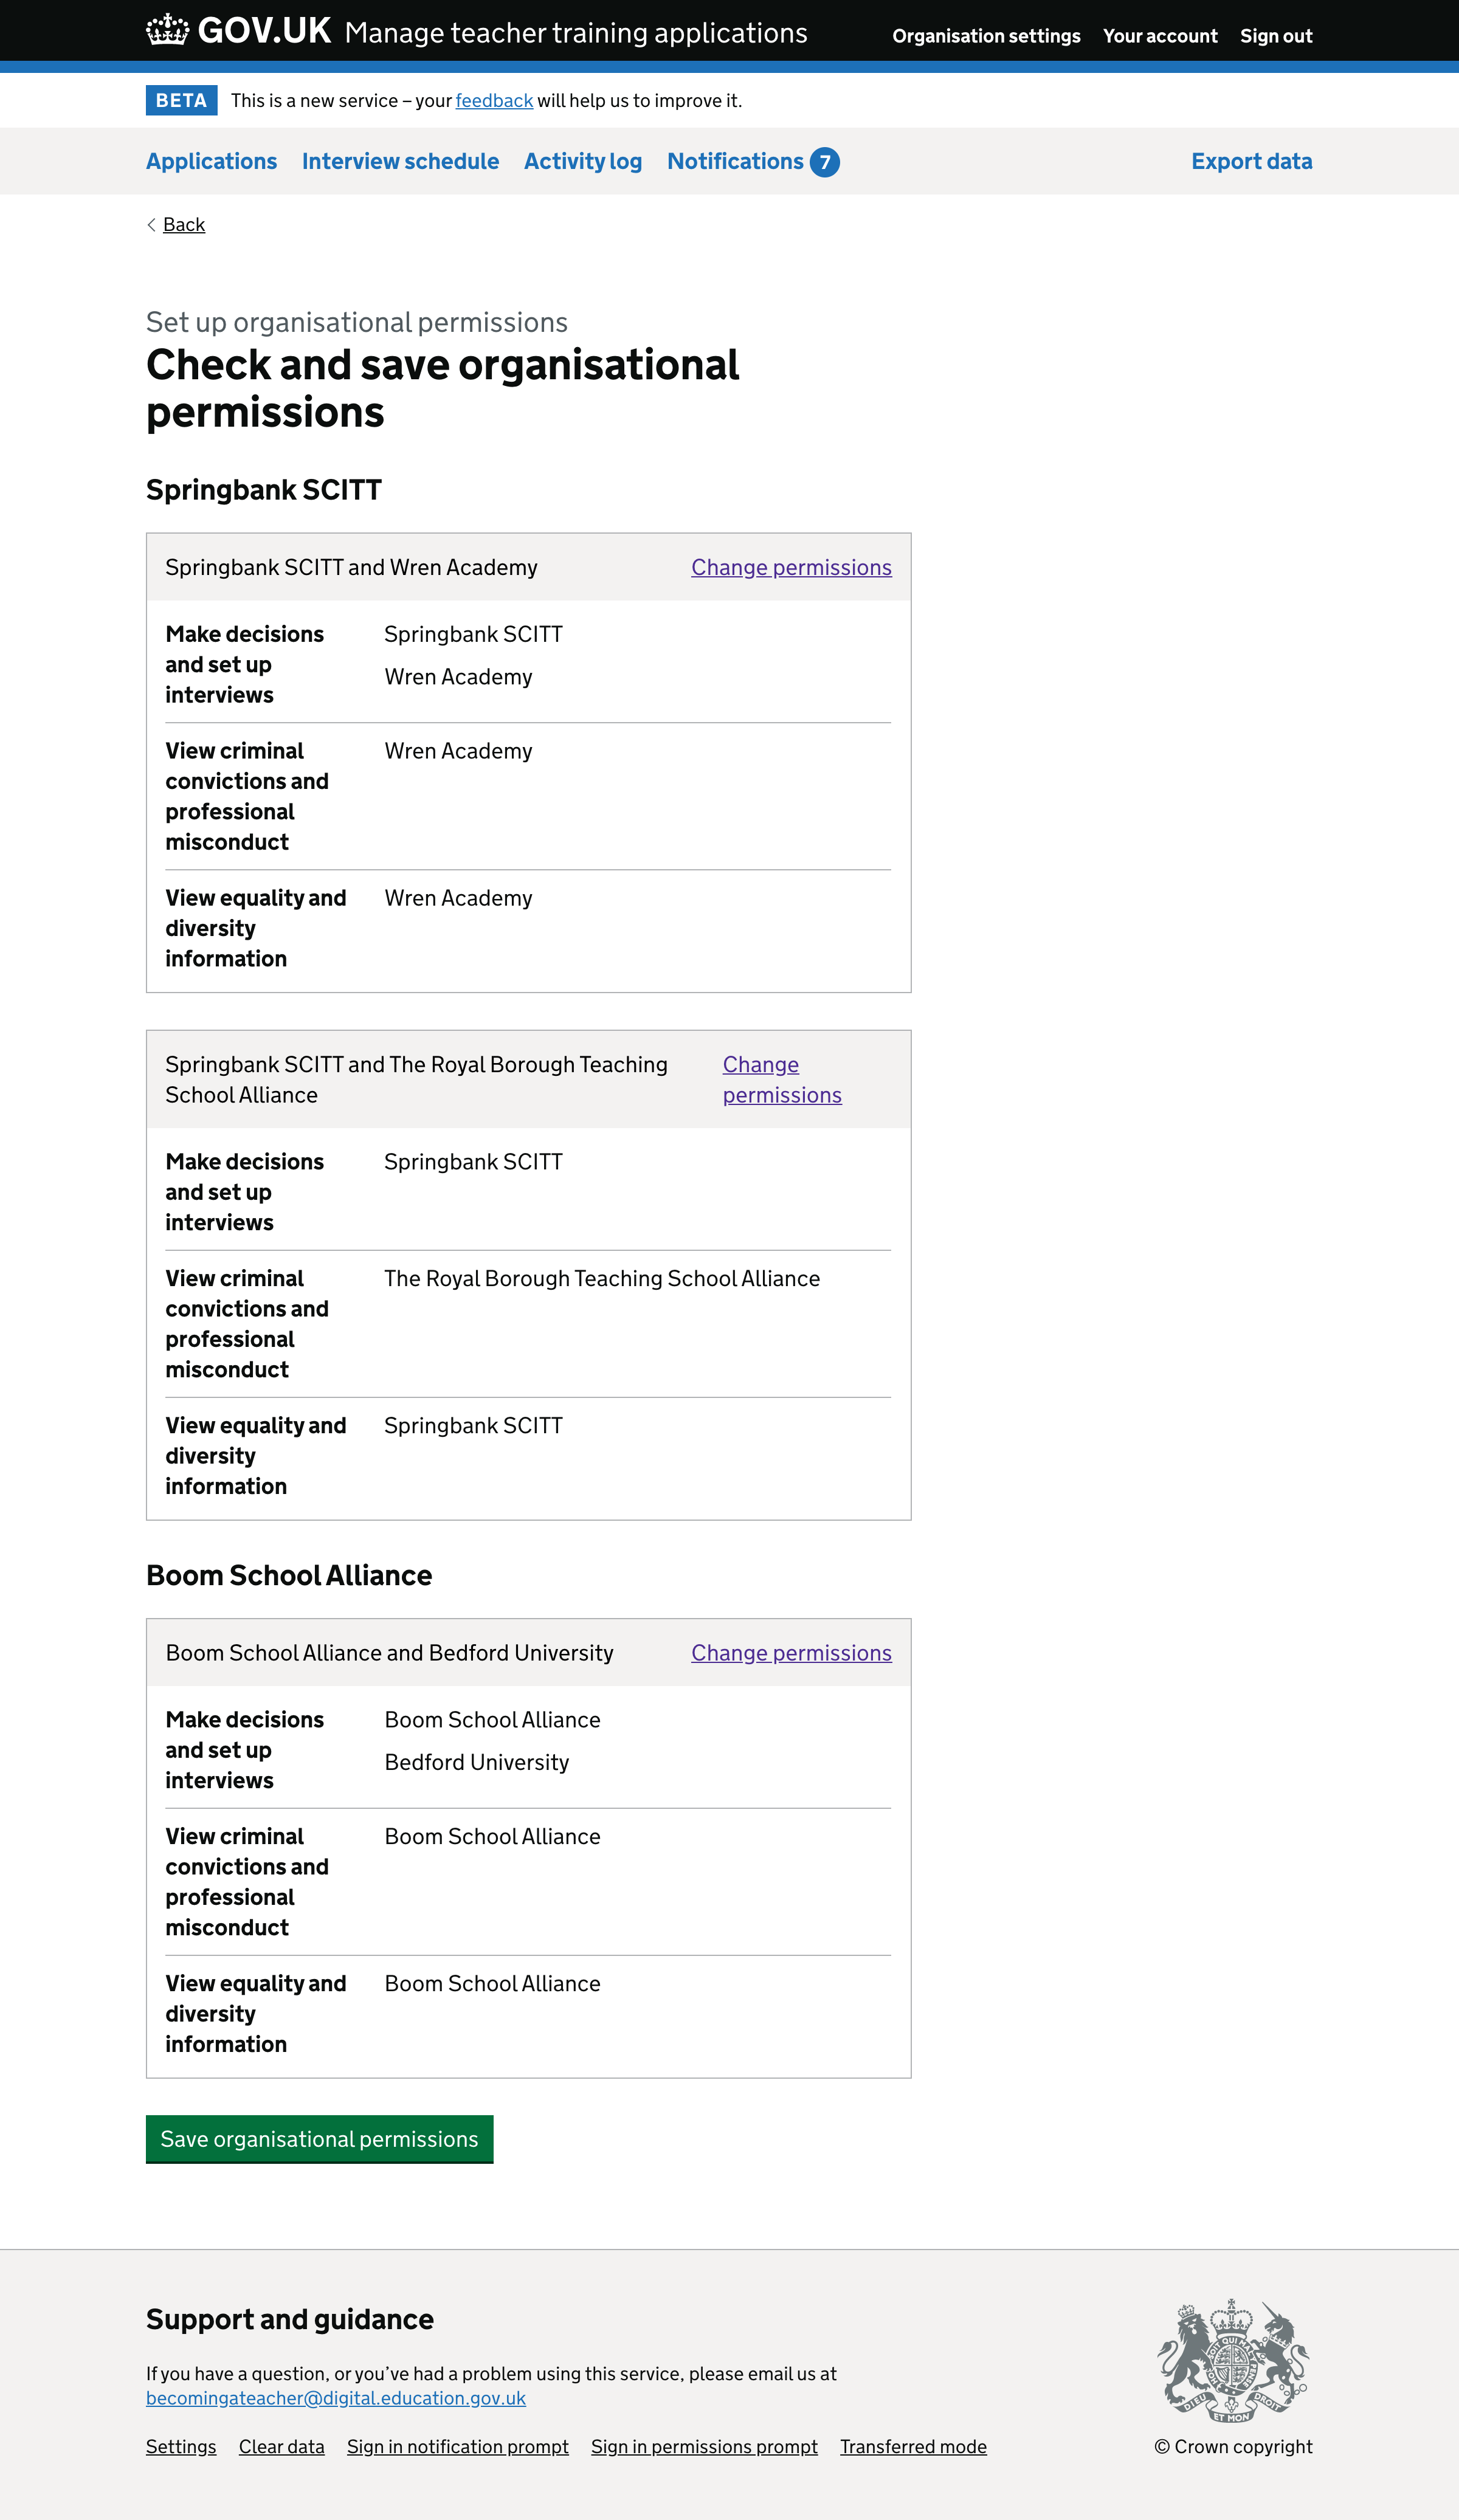 GOV.UK Manage teacher training applications Organisation settings Your account Sign out
BETA This is a new service – your feedback will help us to improve it.
Applications Interview schedule Activity log Notifications 7 Export data
Back
Set up organisational permissions
Check and save organisational
permissions
Springbank SCITT
Springbank SCITT and Wren Academy Change permissions
Make decisions
and set up
interviews
Springbank SCITT
Wren Academy
View criminal
convictions and
professional
misconduct
Wren Academy
View equality and
diversity
information
Wren Academy
Springbank SCITT and The Royal Borough Teaching
School Alliance
Change
permissions
Make decisions
and set up
interviews
Springbank SCITT
View criminal
convictions and
professional
misconduct
The Royal Borough Teaching School Alliance
View equality and
diversity
information
Springbank SCITT
Boom School Alliance
Boom School Alliance and Bedford University Change permissions
Make decisions
and set up
interviews
Boom School Alliance
Bedford University
View criminal
convictions and
professional
misconduct
Boom School Alliance
View equality and
diversity
information
Boom School Alliance
Save organisational permissions
Support and guidance
If you have a question, or you’ve had a problem using this service, please email us at
becomingateacher@digital.education.gov.uk
Settings Clear data Sign in notification prompt Sign in permissions prompt Transferred mode
DIEU ET MON DROIT
© Crown copyright